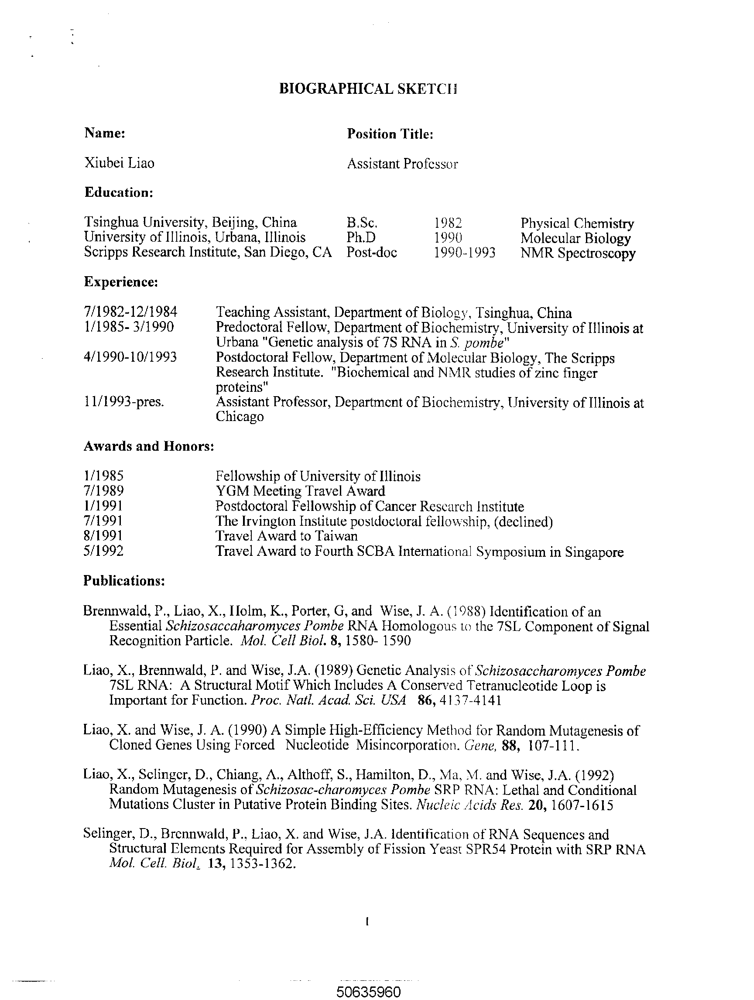 BIOGRAPHICAL SKETCH
Name: Position Title:
Xiubei Liao Assistant Professor
Education:
Tsinghua University, Beijing, China B.Sc. 1982 Physical Chemistry
University of Illinois, Urbana, Illinois Ph.D 1990 Molecular Biology
Scripps Research Institute, San Diego, CA Post-doc 1990-1993 NMR Spectroscopy
Experience:
7/1982-12/1984 Teaching Assistant, Department of Biology, Tsinghua, China
1/1985- 3/1990 Predoctoral Fellow, Department of Biochemistry, University of Illinois at
Urbana "Genetic analysis of 7S RNA in S. pombe"
4/1990-10/1993 Postdoctoral Fellow, Department of Molecular Biology, The Scripps
Research Institute. "Biochemical and NMR studies of zinc finger
proteins"
11/1993-pres. Assistant Professor, Department of Biochemistry, University of Illinois at
Chicago
Awards and Honors:
1/1985 Fellowship of University of Illinois
7/1989 YGM Meeting Travel Award
1/1991 Postdoctoral Fellowship of Cancer Research Institute
7/1991 The Irvington Institute postdoctoral fellowship, (declined)
8/1991 Travel Award to Taiwan
5/1992 Travel Award to Fourth SCBA International Symposium in Singapore
Publications:
Brennwald, P., Liao, X., Holm, K., Porter, G, and Wise, J. A. (1988) Identification of an
Essential Schizosaccaharomyces Pombe RNA Homologous to the 7SL Component of Signal
Recognition Particle. Mol. Cell Biol. 8, 1580- 1590
Liao, X., Brennwald, P. and Wise, J.A. (1989) Genetic Analysis of Schizosaccharomyces Pombe
7SL RNA: A Structural Motif Which Includes A Conserved Tetranucleotide Loop is
Important for Function. Proc. Natl. Acad. Sci. USA 86, 4137-4141
Liao, X. and Wise, J. A. (1990) A Simple High-Efficiency Method for Random Mutagenesis of
Cloned Genes Using Forced Nucleotide Misincorporation. Gene, 88, 107-111.
Liao, X., Selinger, D., Chiang, A., Althoff, S., Hamilton, D., Ma, M. and Wise, J.A. (1992)
Random Mutagenesis of Schizosac-charomyces Pombe SRP RNA: Lethal and Conditional
Mutations Cluster in Putative Protein Binding Sites. Nucleic Acids Res. 20, 1607-1615
Selinger, D., Brennwald, P., Liao, X. and Wise, J.A. Identification of RNA Sequences and
Structural Elements Required for Assembly of Fission Yeast SPR54 Protein with SRP RNA
Mol. Cell. Biol, 13, 1353-1362.
1
50635960